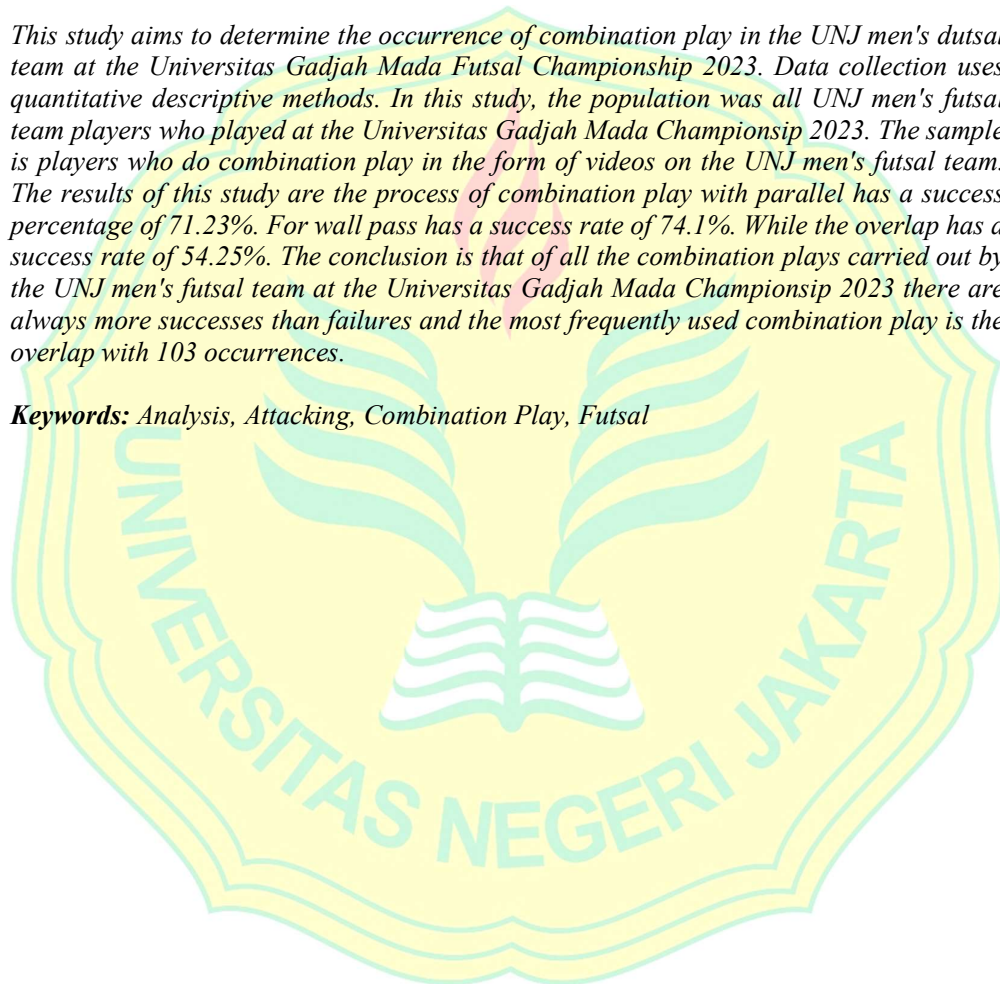 This study aims to determine the occurrence of combination play in the UNJ men's dutsal
team at the Universitas Gadjah Mada Futsal Championship 2023. Data collection uses
quantitative descriptive methods. In this study, the population was all UNJ men's futsal
team players who played at the Universitas Gadjah Mada Championsip 2023. The sample
is players who do combination play in the form of videos on the UNJ men's futsal team.
The results of this study are the process of combination play with parallel has a success
percentage of 71.23%. For wall pass has a success rate of 74.1%. While the overlap has a
success rate of 54.25%. The conclusion is that of all the combination plays carried out by
the UNJ men's futsal team at the Universitas Gadjah Mada Championsip 2023 there are
always more successes than failures and the most frequently used combination play is the
overlap with 103 occurrences.
Keywords: Analysis, Attacking, Combination Play, Futsal
UNIVERSITAS NEGERI JAKARTA